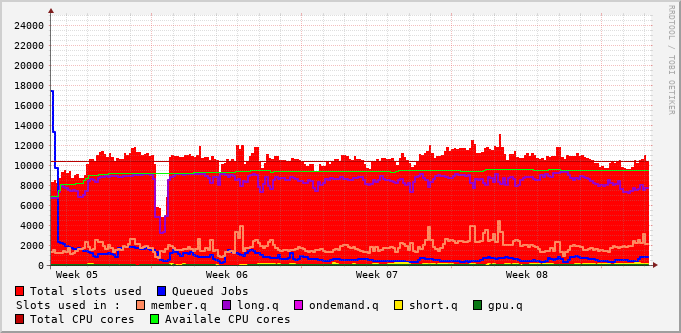 RRDTOOL / TOBI OETIKER
24000
22000
20000
18000
16000
14000
12000
10000
8000
6000
4000
2000
0
Week 05 Week 06 Week 07 Week 08
Total slots used Queued Jobs
Slots used in : member.q long.q ondemand.q short.q gpu.q
Total CPU cores Availale CPU cores